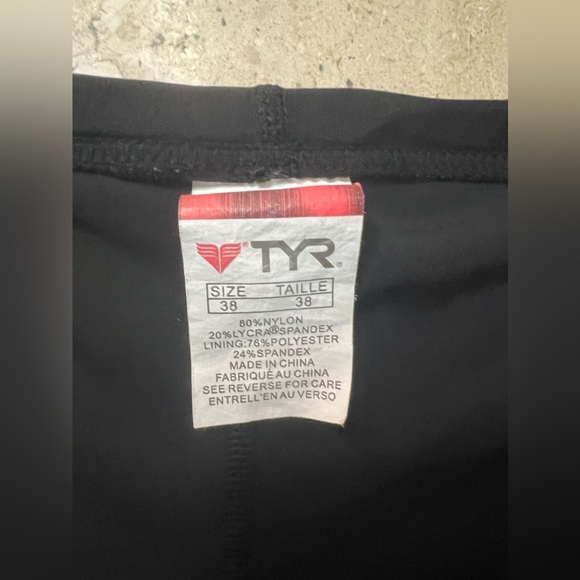 ® TYR®
SIZE TAILLE
38 38
80%NYLON
20%LYCRA®SPANDEX
LINING:76%POLYESTER
24%SPANDEX
MADE IN CHINA
FABRIQUÉ AU CHINA
SEE REVERSE FOR CARE
ENTRELL'EN AU VERSO